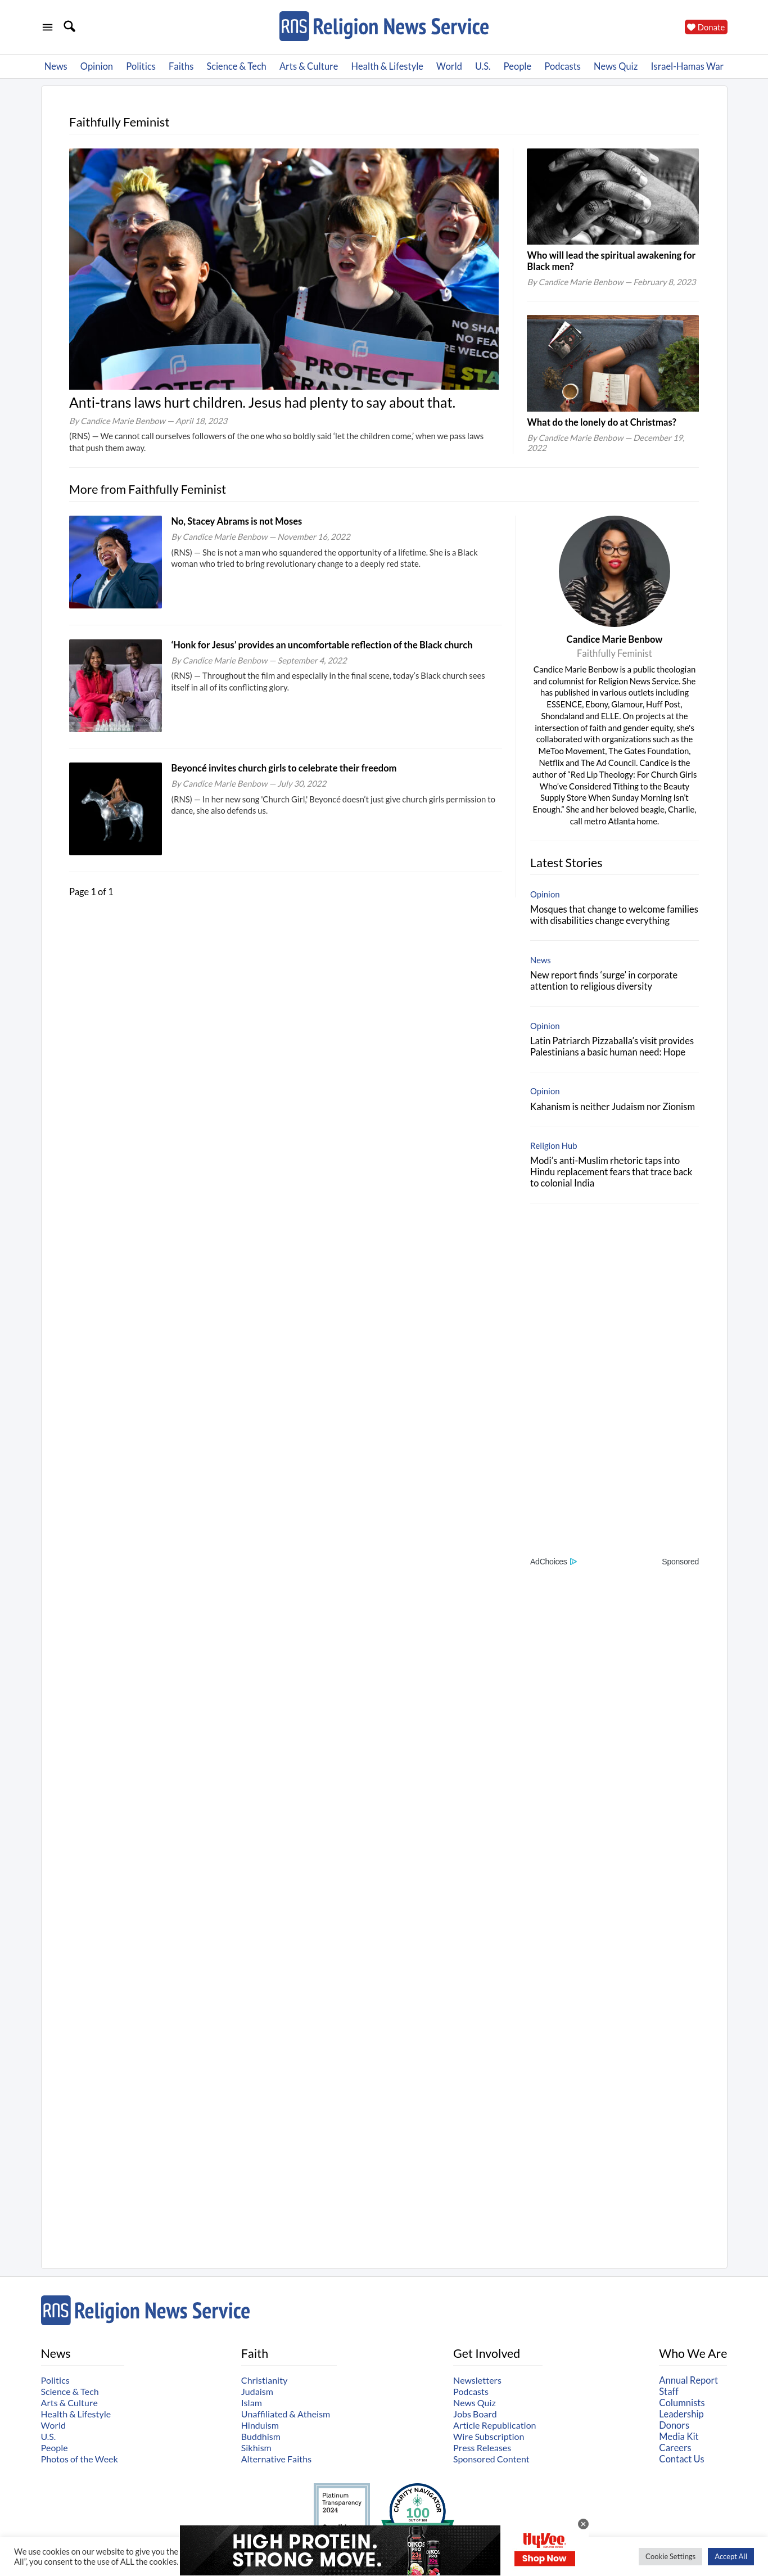 RNS Religion News Service
Donate
News Opinion Politics Faiths Science & Tech Arts & Culture Health & Lifestyle World U.S. People Podcasts News Quiz Israel-Hamas War
Faithfully Feminist
NO SHA
NO FEA
WELCOM
PROTECT
PROTECT
TRANS
STA
Anti-trans laws hurt children. Jesus had plenty to say about that.
By Candice Marie Benbow — April 18, 2023
(RNS) — We cannot call ourselves followers of the one who so boldly said ‘let the children come,’ when we pass laws
that push them away.
Who will lead the spiritual awakening for
Black men?
By Candice Marie Benbow — February 8, 2023
What do the lonely do at Christmas?
By Candice Marie Benbow — December 19,
2022
More from Faithfully Feminist
No, Stacey Abrams is not Moses
By Candice Marie Benbow — November 16, 2022
(RNS) — She is not a man who squandered the opportunity of a lifetime. She is a Black
woman who tried to bring revolutionary change to a deeply red state.
‘Honk for Jesus’ provides an uncomfortable reflection of the Black church
By Candice Marie Benbow — September 4, 2022
(RNS) — Throughout the film and especially in the final scene, today’s Black church sees
itself in all of its conflicting glory.
Beyoncé invites church girls to celebrate their freedom
By Candice Marie Benbow — July 30, 2022
(RNS) — In her new song ‘Church Girl,’ Beyoncé doesn’t just give church girls permission to
dance, she also defends us.
Page 1 of 1
Candice Marie Benbow
Faithfully Feminist
Candice Marie Benbow is a public theologian
and columnist for Religion News Service. She
has published in various outlets including
ESSENCE, Ebony, Glamour, Huff Post,
Shondaland and ELLE. On projects at the
intersection of faith and gender equity, she's
collaborated with organizations such as the
MeToo Movement, The Gates Foundation,
Netflix and The Ad Council. Candice is the
author of “Red Lip Theology: For Church Girls
Who’ve Considered Tithing to the Beauty
Supply Store When Sunday Morning Isn’t
Enough.” She and her beloved beagle, Charlie,
call metro Atlanta home.
Latest Stories
Opinion
Mosques that change to welcome families
with disabilities change everything
News
New report finds ‘surge’ in corporate
attention to religious diversity
Opinion
Latin Patriarch Pizzaballa’s visit provides
Palestinians a basic human need: Hope
Opinion
Kahanism is neither Judaism nor Zionism
Religion Hub
Modi’s anti-Muslim rhetoric taps into
Hindu replacement fears that trace back
to colonial India
AdChoices
Sponsored
RNS Religion News Service
News
Politics
Science & Tech
Arts & Culture
Health & Lifestyle
World
U.S.
People
Photos of the Week
Faith
Christianity
Judaism
Islam
Unaffiliated & Atheism
Hinduism
Buddhism
Sikhism
Alternative Faiths
Get Involved
Newsletters
Podcasts
News Quiz
Jobs Board
Article Republication
Wire Subscription
Press Releases
Sponsored Content
Who We Are
Annual Report
Staff
Columnists
Leadership
Donors
Media Kit
Careers
Contact Us
Platinum
Transparency
2024
CHARITY NAVIGATOR
100
OUT OF 100
We use cookies on our website to give you the
All”, you consent to the use of ALL the cookies.
HIGH PROTEIN.
STRONG MOVE.
OIKOS
PRO
HyVee
Shop Now
Cookie Settings
Accept All